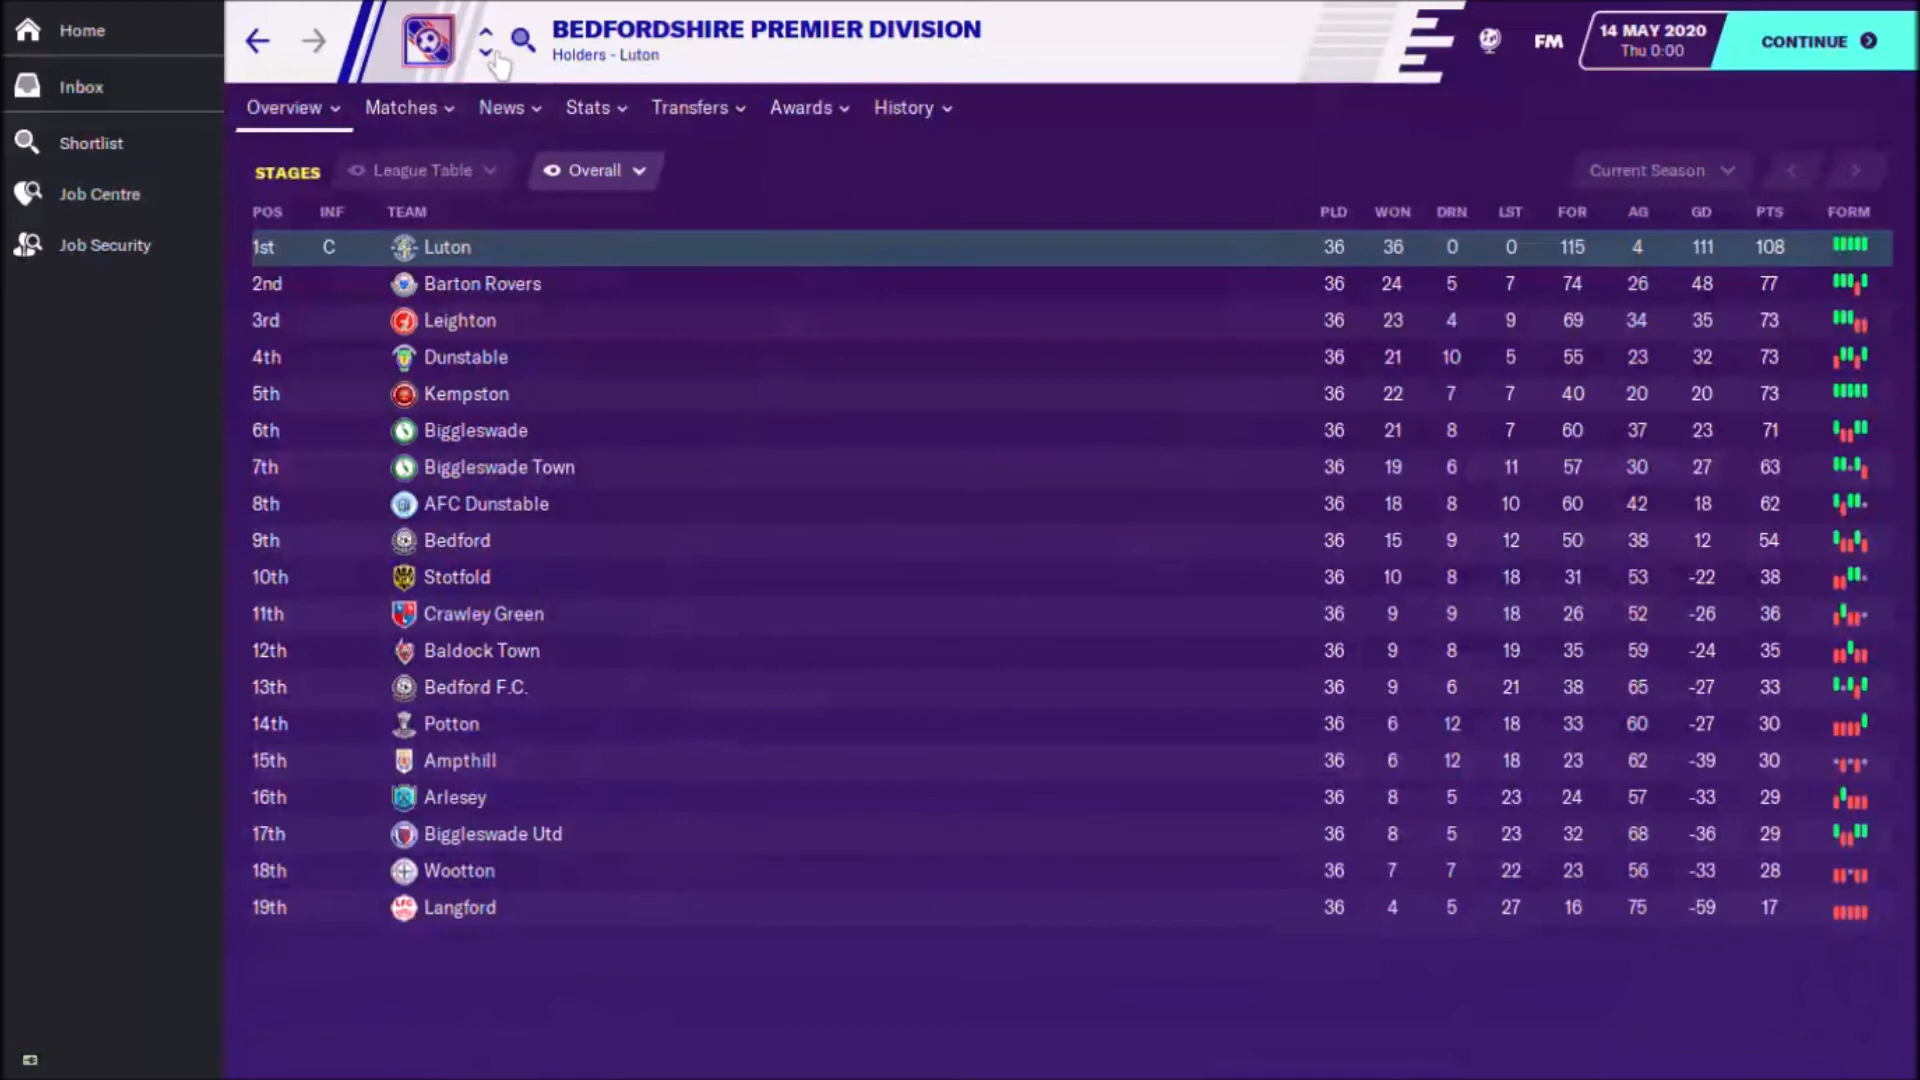 Home
Inbox
Shortlist
Job Centre
Job Security
BEDFORDSHIRE PREMIER DIVISION
Holders - Luton
FM
14 MAY 2020
Thu 0:00
CONTINUE
Overview Matches News Stats Transfers Awards History
STAGES League Table Overall Current Season
POS INF TEAM PLD WON DRN LST FOR AG GD PTS FORM
1st C Luton 36 36 0 0 115 4 111 108
2nd Barton Rovers 36 24 5 7 74 26 48 77
3rd Leighton 36 23 4 9 69 34 35 73
4th Dunstable 36 21 10 5 55 23 32 73
5th Kempston 36 22 7 7 40 20 20 73
6th Biggleswade 36 21 8 7 60 37 23 71
7th Biggleswade Town 36 19 6 11 57 30 27 63
8th AFC Dunstable 36 18 8 10 60 42 18 62
9th Bedford 36 15 9 12 50 38 12 54
10th Stotfold 36 10 8 18 31 53 -22 38
11th Crawley Green 36 9 9 18 26 52 -26 36
12th Baldock Town 36 9 8 19 35 59 -24 35
13th Bedford F.C. 36 9 6 21 38 65 -27 33
14th Potton 36 6 12 18 33 60 -27 30
15th Ampthill 36 6 12 18 23 62 -39 30
16th Arlesey 36 8 5 23 24 57 -33 29
17th Biggleswade Utd 36 8 5 23 32 68 -36 29
18th Wootton 36 7 7 22 23 56 -33 28
19th Langford 36 4 5 27 16 75 -59 17